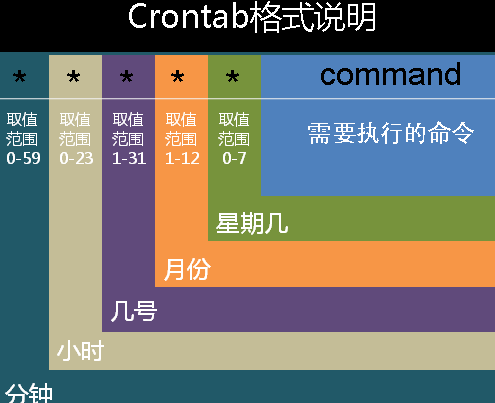 Crontab格式说明
* * * * * command
取值 取值 取值 取值 取值 需要执行的命令
范围 范围 范围 范围 范围
0-59 0-23 1-31 1-12 0-7
星期几
月份
几号
小时
分钟